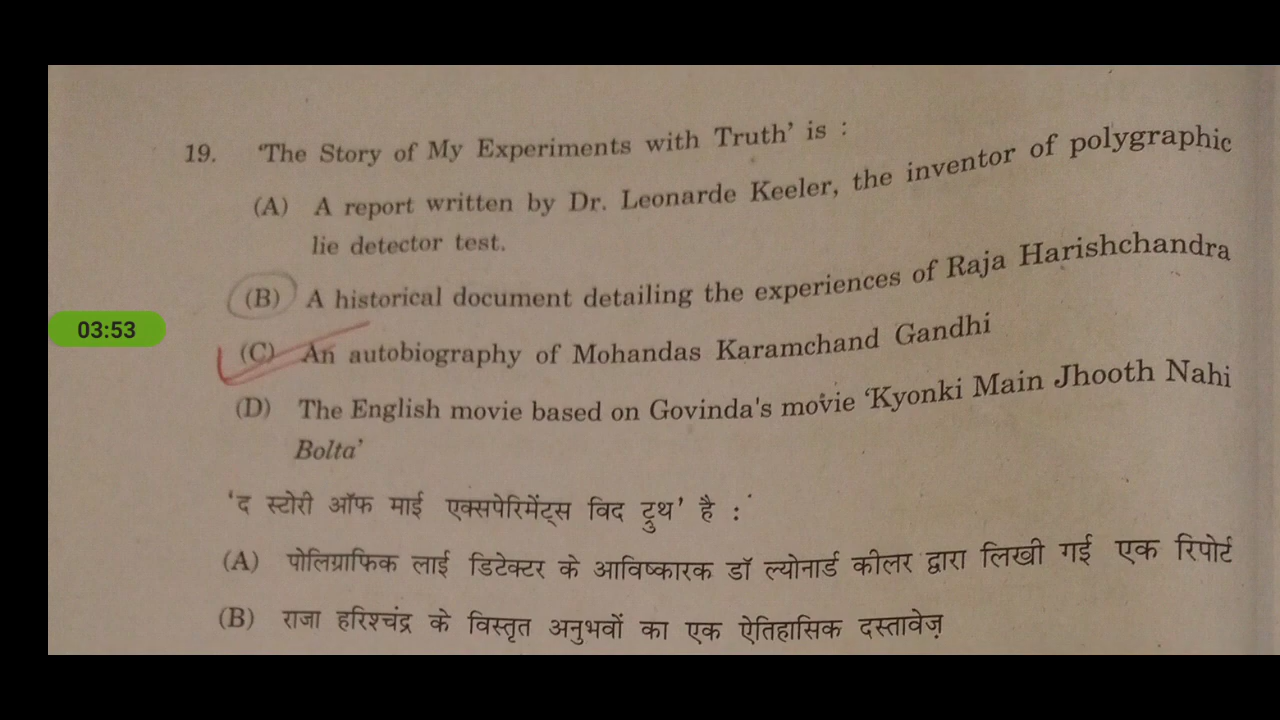 19. 'The Story of My Experiments with Truth' is :
(A) A report written by Dr. Leonarde Keeler, the inventor of polygraphic
lie detector test.
(B) A historical document detailing the experiences of Raja Harishchandra
03:53
(C) An autobiography of Mohandas Karamchand Gandhi
(D) The English movie based on Govinda's movie 'Kyonki Main Jhooth Nahi
Bolta'
'द स्टोरी ऑफ माई एक्सपेरिमेंट्स विद ट्रुथ' है :
(A) पोलिग्राफिक लाई डिटेक्टर के आविष्कारक डॉ ल्योनार्ड कीलर द्वारा लिखी गई एक रिपोर्ट
(B) राजा हरिश्चंद्र के विस्तृत अनुभवों का एक ऐतिहासिक दस्तावेज़